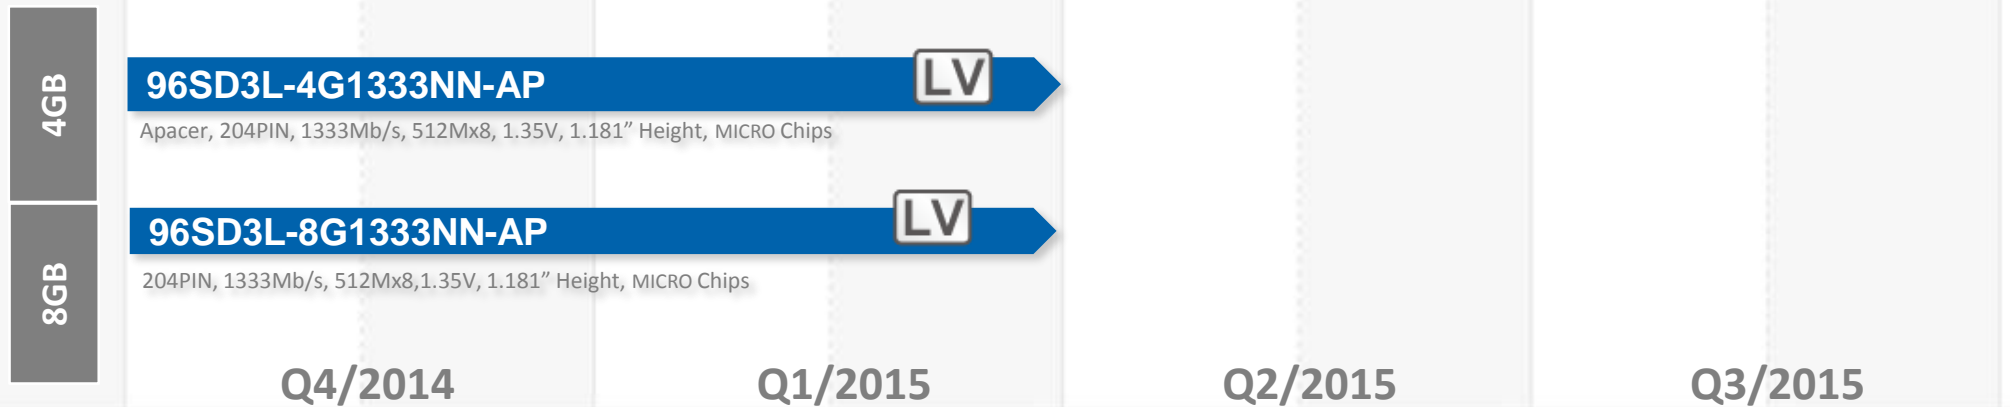 4GB
96SD3L-4G1333NN-AP
LV
Apacer, 204PIN, 1333Mb/s, 512Mx8, 1.35V, 1.181” Height, MICRO Chips
8GB
96SD3L-8G1333NN-AP
LV
204PIN, 1333Mb/s, 512Mx8,1.35V, 1.181” Height, MICRO Chips
Q4/2014 Q1/2015 Q2/2015 Q3/2015